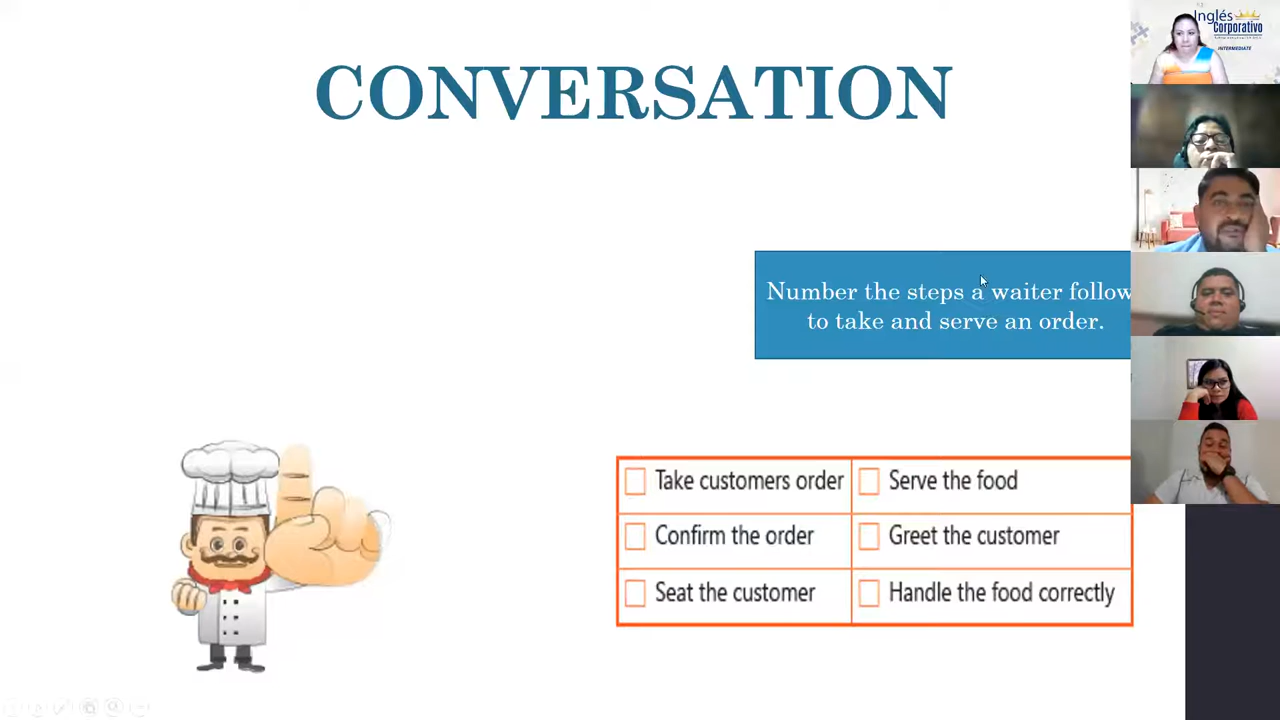 Inglés
Corporativo
INTERMEDIATE
CONVERSATION
Number the steps a waiter follow
to take and serve an order.
Take customers order
Serve the food
Confirm the order
Greet the customer
Seat the customer
Handle the food correctly